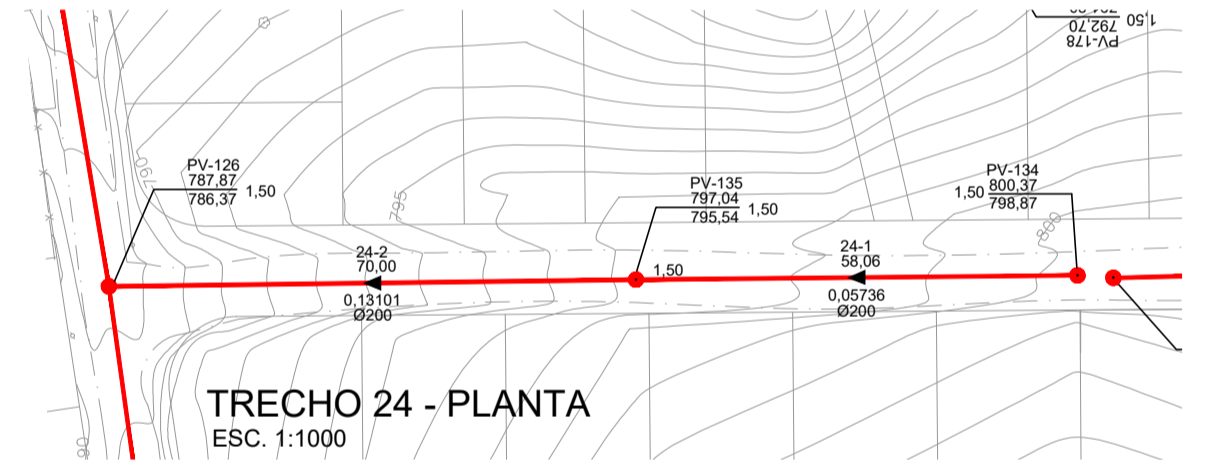 1,50
792,70
PV-178
PV-126
787,87
786,37
1,50
790
795
PV-135
797,04
795,54
1,50
PV-134
1,50
800,37
798,87
800
24-2
70,00
0,13101
Ø200
1,50
24-1
58,06
0,05736
Ø200
TRECHO 24 - PLANTA
ESC. 1:1000